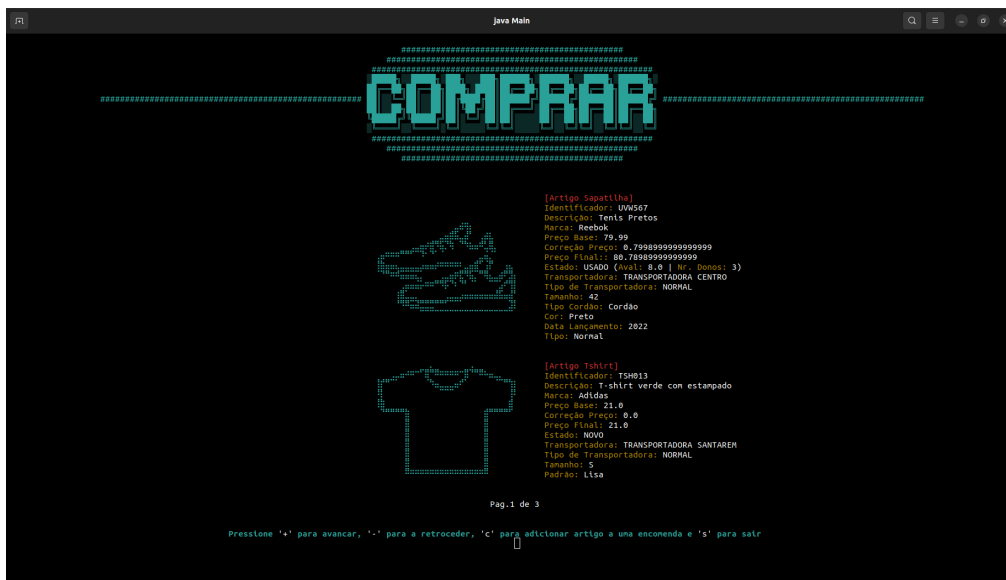 Java Main
COMPRAR
[Artigo Sapatilha]
Identificador: UVW567
Descrição: Tenis Pretos
Marca: Reebok
Preço Base: 79.99
Correção Preço: 0.7998999999999999
Preço Final:: 80.78989999999999
Estado: USADO (Aval: 8.0 | Nr. Donos: 3)
Transportadora: TRANSPORTADORA CENTRO
Tipo de Transportadora: NORMAL
Tamanho: 42
Tipo Cordão: Cordão
Cor: Preto
Data Lançamento: 2022
Tipo: Normal
[Artigo Tshirt]
Identificador: TSH013
Descrição: T-shirt verde com estampado
Marca: Adidas
Preço Base: 21.0
Correção Preço: 0.0
Preço Final: 21.0
Estado: NOVO
Transportadora: TRANSPORTADORA SANTAREM
Tipo de Transportadora: NORMAL
Tamanho: S
Padrão: Lisa
Pag.1 de 3
Pressione '+' para avancar, '-' para a retroceder, 'c' para adicionar artigo a uma encomenda e 's' para sair